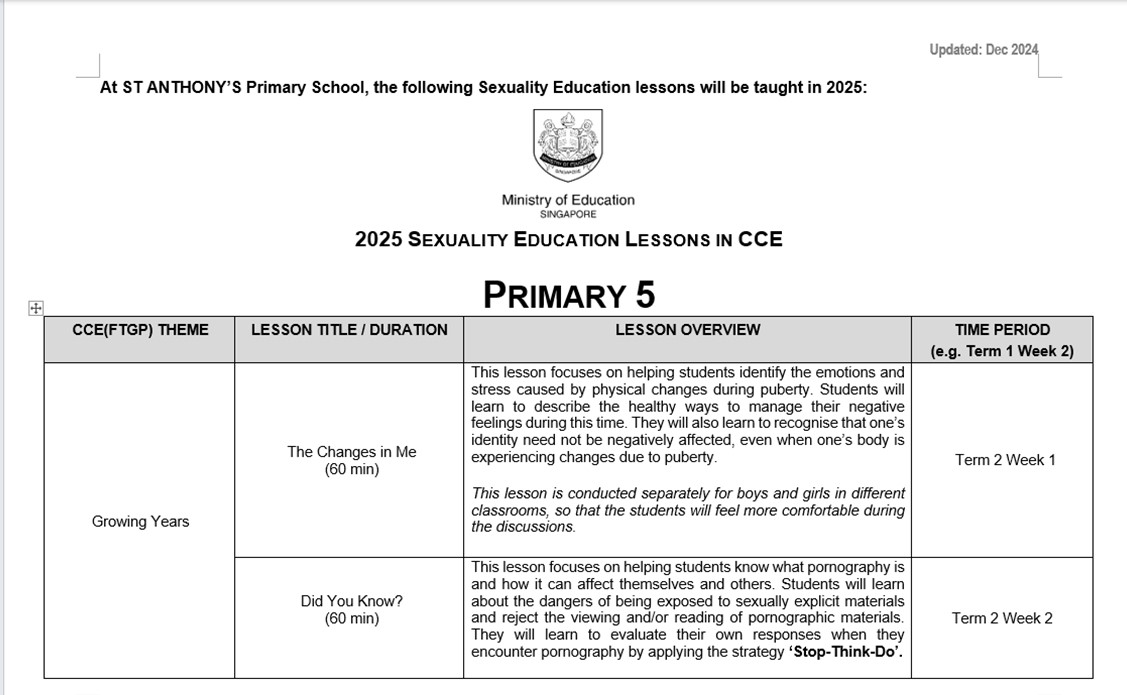 Updated: Dec 2024
At ST ANTHONY'S Primary School, the following Sexuality Education lessons will be taught in 2025:
Ministry of Education
SINGAPORE
2025 SEXUALITY EDUCATION LESSONS IN CCE
PRIMARY 5
CCE(FTGP) THEME
LESSON TITLE / DURATION
LESSON OVERVIEW
TIME PERIOD
(e.g. Term 1 Week 2)
Growing Years
The Changes in Me
(60 min)
This lesson focuses on helping students identify the emotions and
stress caused by physical changes during puberty. Students will
learn to describe the healthy ways to manage their negative
feelings during this time. They will also learn to recognise that one's
identity need not be negatively affected, even when one's body is
experiencing changes due to puberty.
This lesson is conducted separately for boys and girls in different
classrooms, so that the students will feel more comfortable during
the discussions.
Term 2 Week 1
Did You Know?
(60 min)
This lesson focuses on helping students know what pornography is
and how it can affect themselves and others. Students will learn
about the dangers of being exposed to sexually explicit materials
and reject the viewing and/or reading of pornographic materials.
They will learn to evaluate their own responses when they
encounter pornography by applying the strategy 'Stop-Think-Do'.
Term 2 Week 2